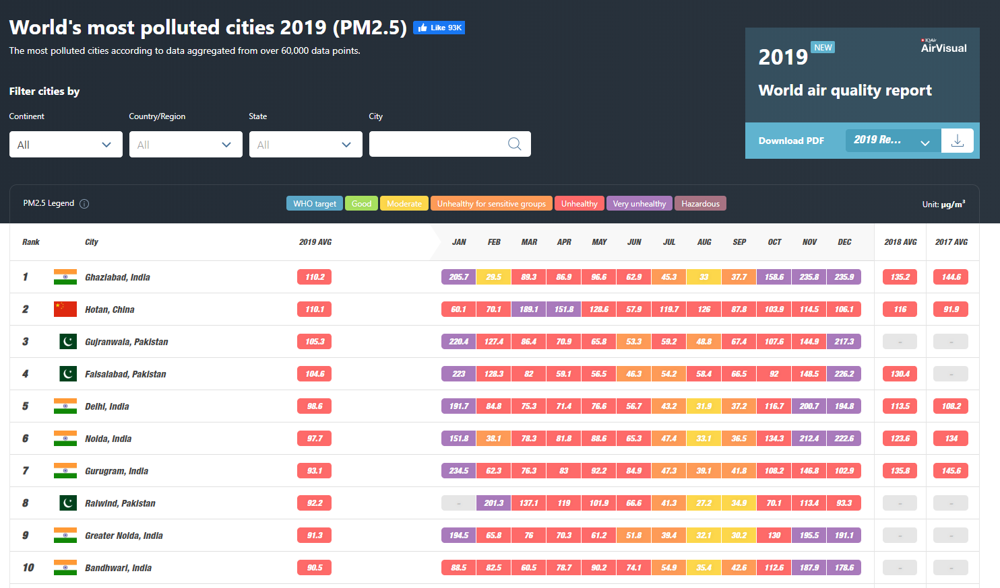 World's most polluted cities 2019 (PM2.5) Like 93K
The most polluted cities according to data aggregated from over 60,000 data points.
2019 NEW
IQAir
AirVisual
World air quality report
Download PDF 2019 Re...
Filter cities by
Continent Country/Region State City
All All All
PM2.5 Legend WHO target Good Moderate Unhealthy for sensitive groups Unhealthy Very unhealthy Hazardous Unit: µg/m³
Rank City 2019 AVG JAN FEB MAR APR MAY JUN JUL AUG SEP OCT NOV DEC 2018 AVG 2017 AVG
1 Ghaziabad, India 110.2 205.7 29.5 89.3 86.9 96.6 62.9 45.3 33 37.7 158.6 235.8 235.9 135.2 144.6
2 Hotan, China 110.1 60.1 70.1 189.1 151.8 128.6 57.9 119.7 126 87.8 103.9 114.5 106.1 116 91.9
3 Gujranwala, Pakistan 105.3 220.4 127.4 86.4 70.9 65.8 53.3 59.2 48.8 67.4 107.6 144.9 217.3 - -
4 Faisalabad, Pakistan 104.6 223 128.3 82 59.1 56.5 46.3 54.2 58.4 66.5 92 148.5 226.2 130.4 -
5 Delhi, India 98.6 191.7 84.8 75.3 71.4 76.6 56.7 43.2 31.9 37.2 116.7 200.7 194.8 113.5 108.2
6 Noida, India 97.7 151.8 38.1 78.3 81.8 88.6 65.3 47.4 33.1 36.5 134.3 212.4 222.6 123.6 134
7 Gurugram, India 93.1 234.5 62.3 76.3 83 92.2 84.9 47.3 39.1 41.8 108.2 146.8 102.9 135.8 145.6
8 Raiwind, Pakistan 92.2 - 201.3 137.1 119 101.9 66.6 41.3 27.2 34.9 70.1 113.4 93.3 - -
9 Greater Noida, India 91.3 194.5 65.8 76 70.3 61.2 51.8 39.4 32.1 30.2 130 195.5 191.1 - -
10 Bandhwari, India 90.5 88.5 82.5 60.5 78.7 90.2 74.1 54.9 35.4 42.6 112.6 187.9 178.6 - -